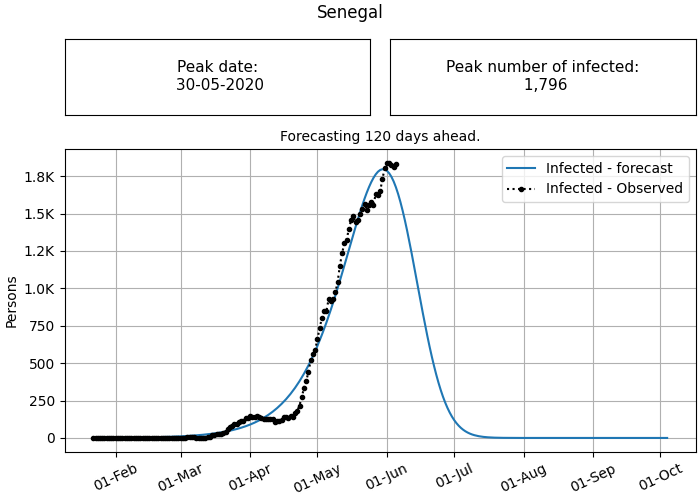 Senegal
Peak date:
30-05-2020
Peak number of infected:
1,796
Forecasting 120 days ahead.
Infected - forecast
Infected - Observed
Persons
1.8K
1.5K
1.2K
1.0K
750
500
250
0
01-Feb
01-Mar
01-Apr
01-May
01-Jun
01-Jul
01-Aug
01-Sep
01-Oct